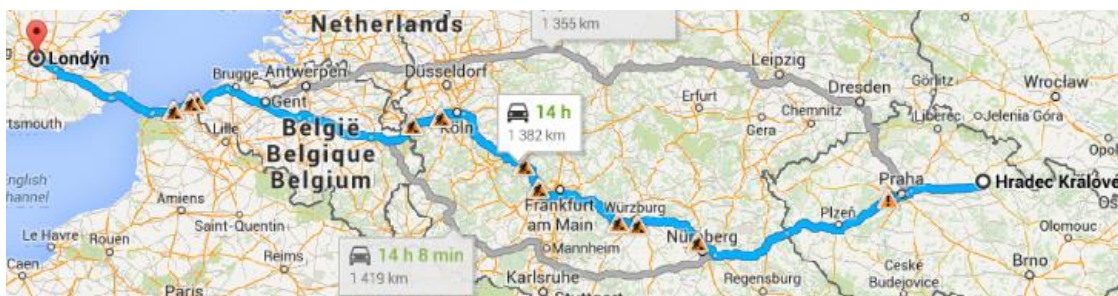 Netherlands
1 355 km
Londýn
Brugge
Antwerpen
Gent
Düsseldorf
Köln
Lille
België
Belgique
Belgium
14 h
1 382 km
Leipzig
Dresden
Görlitz
Wrocław
Erfurt
Chemnitz
Gera
Liberec
Jelenia Góra
English
Channel
Amiens
Saint-Quentin
Le Havre
Rouen
Reims
Caen
Paris
Frankfurt
am Main
Würzburg
Mannheim
Nürnberg
Karlsruhe
Regensburg
Praha
Plzeň
Hradec Králové
Olomouc
České
Budějovice
Brno
14 h 8 min
1 419 km